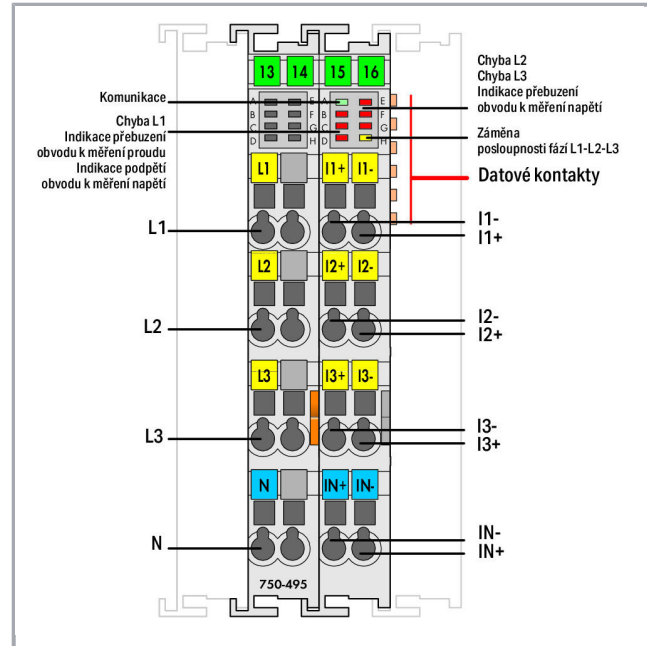 13 14 15 16
A E A E
B F B F
C G C G
D H D H
Komunikace
Chyba L1
Indikace přebuzení
obvodu k měření proudu
Indikace podpětí
obvodu k měření napětí
Chyba L2
Chyba L3
Indikace přebuzení
obvodu k měření napětí
Záměna
posloupnosti fází L1-L2-L3
Datové kontakty
L1 I1+ I1-
L1
I1-
I1+
L2 I2+ I2-
L2
I2-
I2+
L3 I3+ I3-
L3
I3-
I3+
N IN+ IN-
N
IN-
IN+
750-495